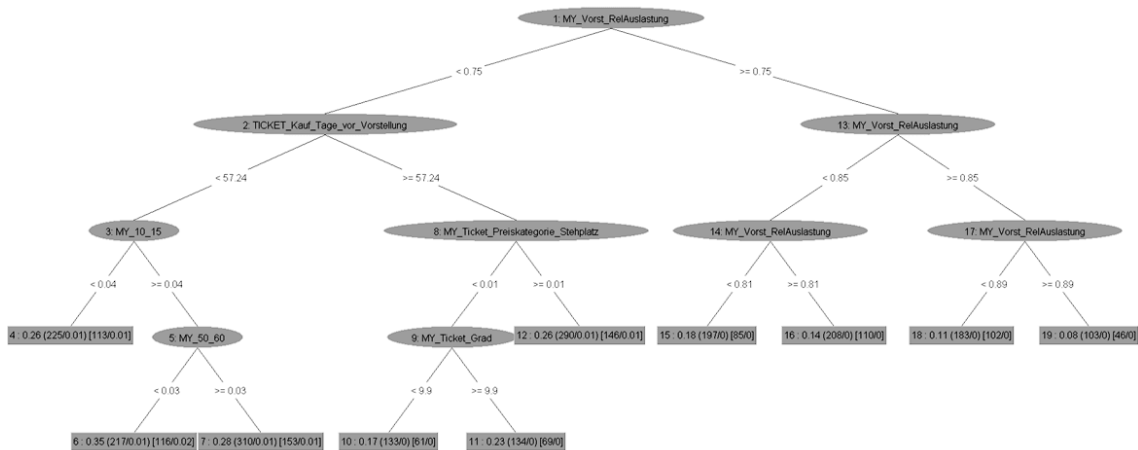 1: MY_Vorst_RelAuslastung
< 0.75
>= 0.75
2: TICKET_Kauf_Tage_vor_Vorstellung
13: MY_Vorst_RelAuslastung
< 57.24
>= 57.24
< 0.85
>= 0.85
3: MY_10_15
8: MY_Ticket_Preiskategorie_Stehplatz
14: MY_Vorst_RelAuslastung
17: MY_Vorst_RelAuslastung
< 0.04
>= 0.04
< 0.01
>= 0.01
< 0.81
>= 0.81
< 0.89
>= 0.89
4 : 0.26 (225/0.01) [113/0.01]
5: MY_50_60
9: MY_Ticket_Grad
12 : 0.26 (290/0.01) [146/0.01]
15 : 0.18 (197/0) [85/0]
16 : 0.14 (208/0) [110/0]
18 : 0.11 (183/0) [102/0]
19 : 0.08 (103/0) [46/0]
< 0.03
>= 0.03
< 9.9
>= 9.9
6 : 0.35 (217/0.01) [116/0.02]
7 : 0.28 (310/0.01) [153/0.01]
10 : 0.17 (133/0) [61/0]
11 : 0.23 (134/0) [69/0]